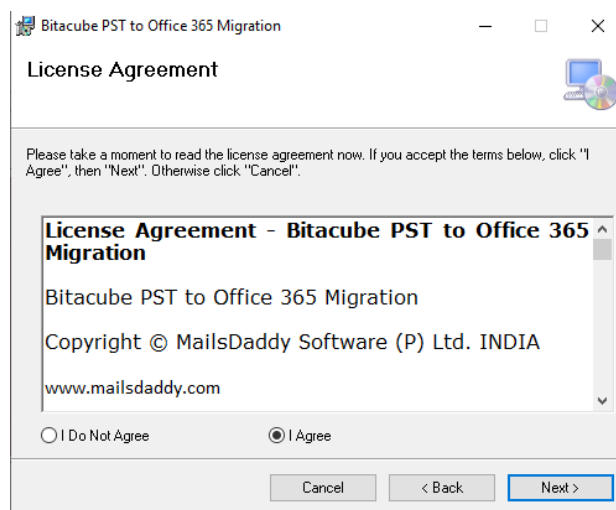 Bitacube PST to Office 365 Migration
License Agreement
Please take a moment to read the license agreement now. If you accept the terms below, click "I
Agree", then "Next". Otherwise click "Cancel".
License Agreement - Bitacube PST to Office 365
Migration
Bitacube PST to Office 365 Migration
Copyright © MailsDaddy Software (P) Ltd. INDIA
www.mailsdaddy.com
I Do Not Agree
I Agree
Cancel
< Back
Next >